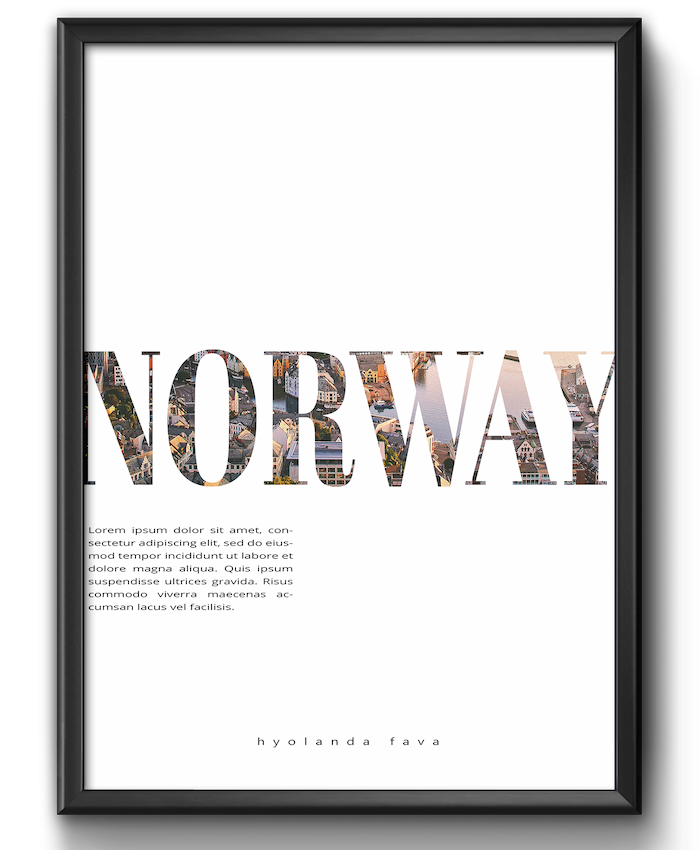 NORWAY
Lorem ipsum dolor sit amet, con-
sectetur adipiscing elit, sed do eius-
mod tempor incididunt ut labore et
dolore magna aliqua. Quis ipsum
suspendisse ultrices gravida. Risus
commodo viverra maecenas ac-
cumsan lacus vel facilisis.
hyolanda fava